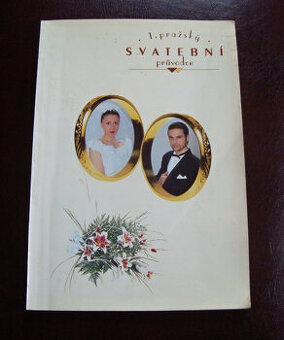 1. pražský
SVATEBNÍ
průvodce